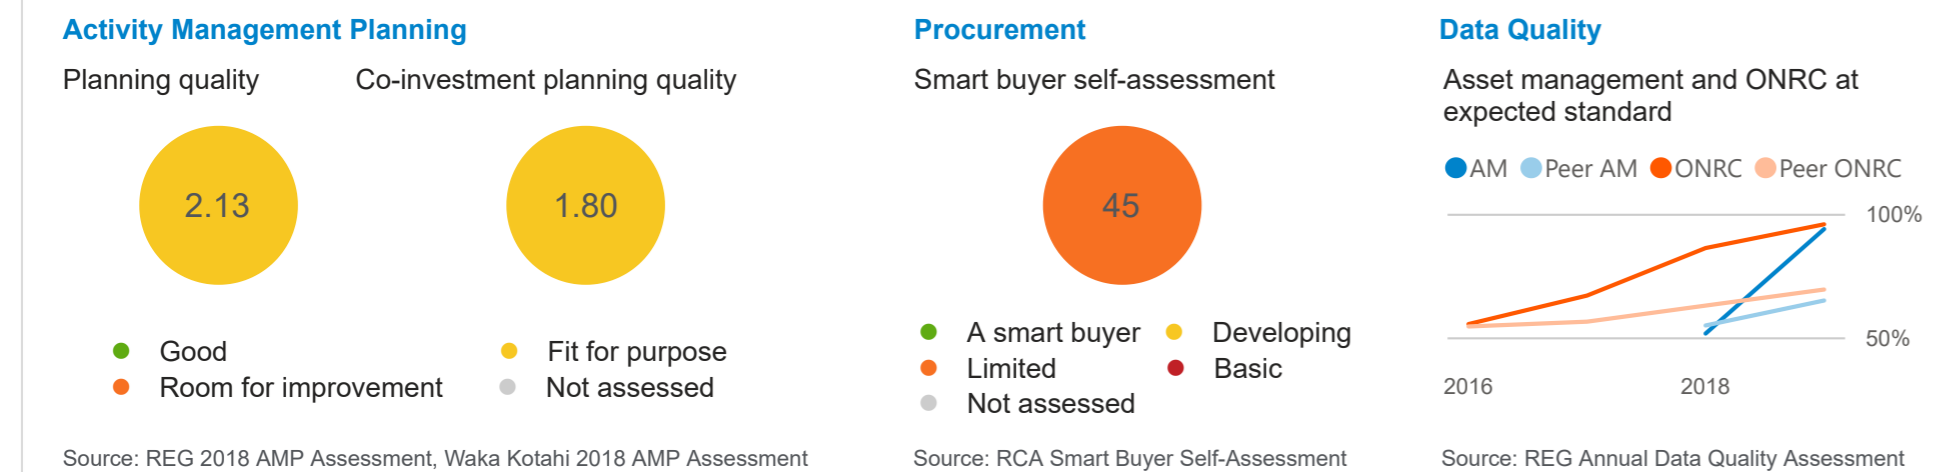 Activity Management Planning
Planning quality
Co-investment planning quality
2.13
1.80
Good
Fit for purpose
Room for improvement
Not assessed
Source: REG 2018 AMP Assessment, Waka Kotahi 2018 AMP Assessment
Procurement
Smart buyer self-assessment
45
A smart buyer
Developing
Limited
Basic
Not assessed
Source: RCA Smart Buyer Self-Assessment
Data Quality
Asset management and ONRC at
expected standard
AM Peer AM ONRC Peer ONRC
100%
50%
2016 2018
Source: REG Annual Data Quality Assessment